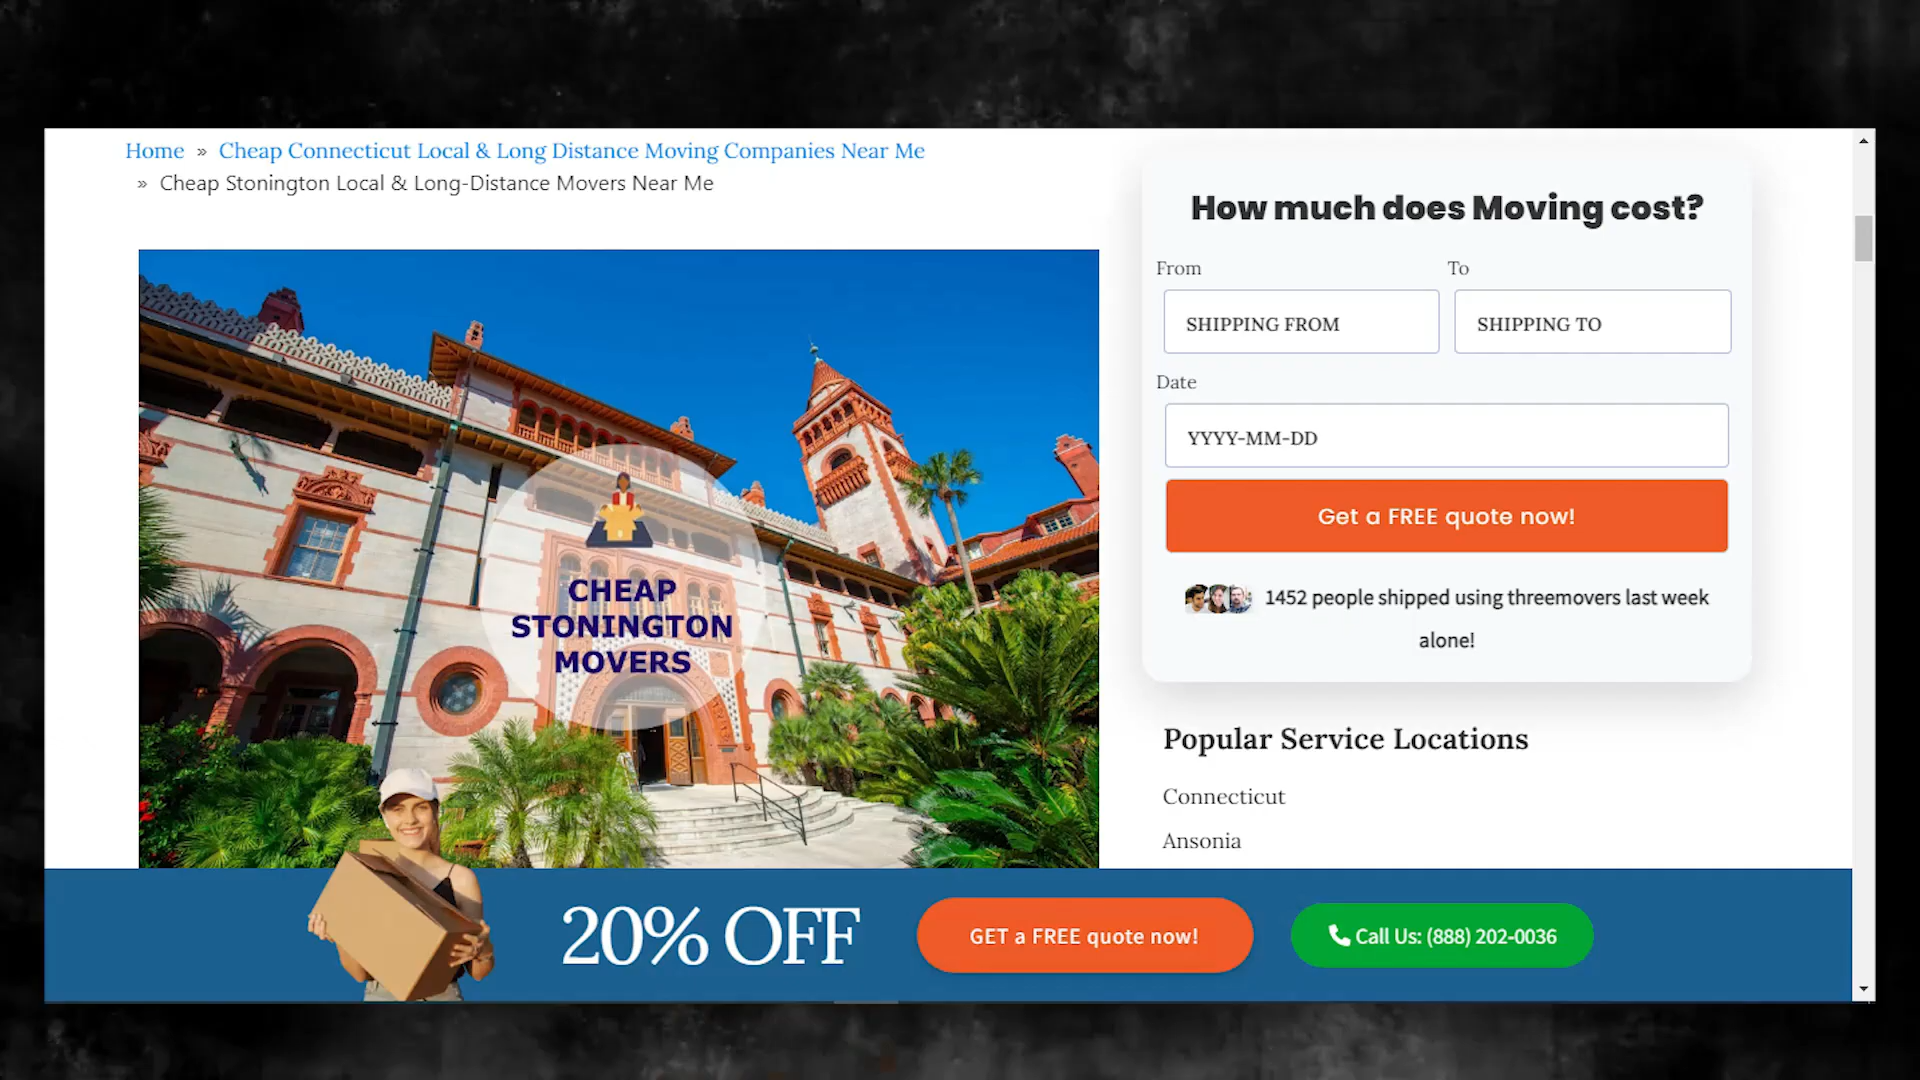 Home » Cheap Connecticut Local & Long Distance Moving Companies Near Me
» Cheap Stonington Local & Long-Distance Movers Near Me
CHEAP
STONINGTON
MOVERS
How much does Moving cost?
From To
SHIPPING FROM SHIPPING TO
Date
YYYY-MM-DD
Get a FREE quote now!
1452 people shipped using threemovers last week
alone!
Popular Service Locations
Connecticut
Ansonia
20% OFF GET a FREE quote now! Call Us: (888) 202-0036